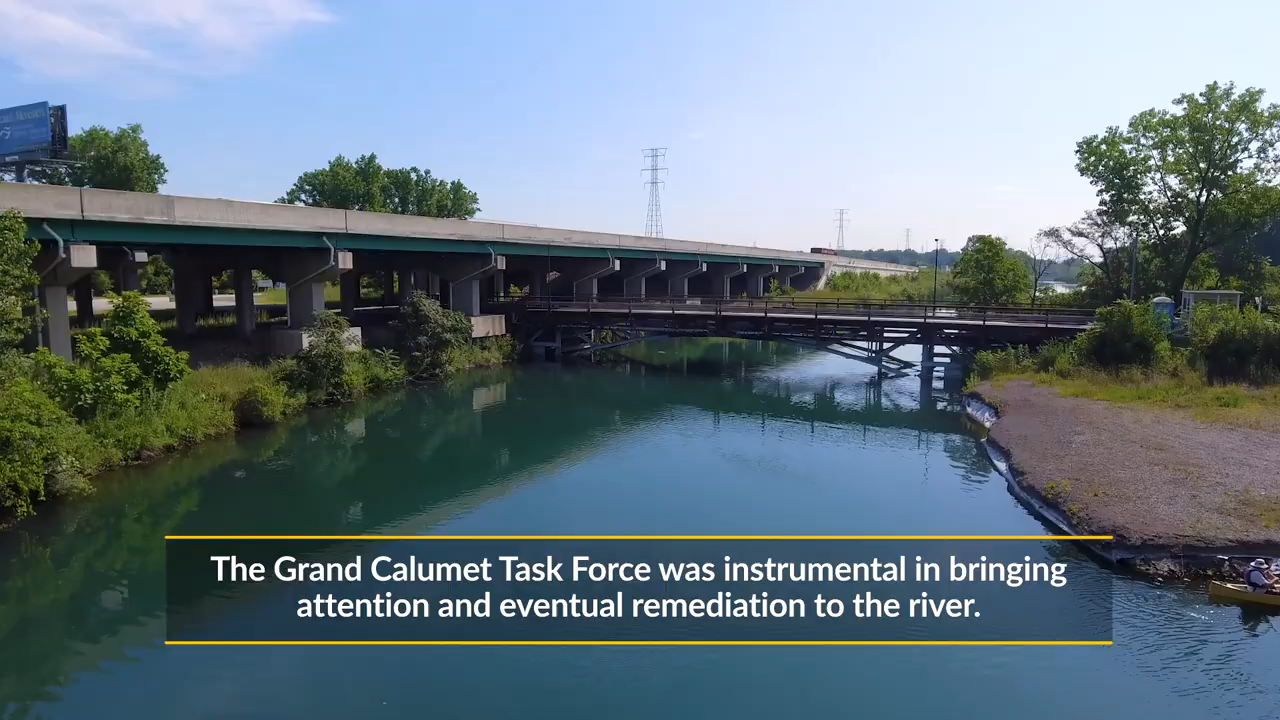 The Grand Calumet Task Force was instrumental in bringing
attention and eventual remediation to the river.